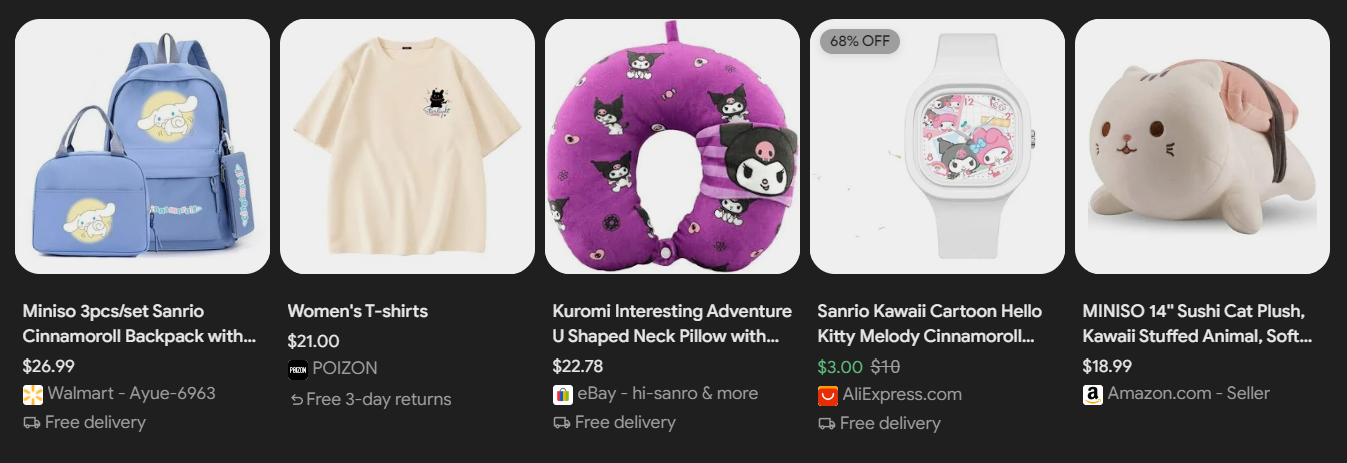 68% OFF
Miniso 3pcs/set Sanrio
Cinnamoroll Backpack with...
$26.99
Walmart - Ayue-6963
Free delivery
Women's T-shirts
$21.00
POIZON
POIZON
Free 3-day returns
Kuromi Interesting Adventure
U Shaped Neck Pillow with...
$22.78
eBay - hi-sanro & more
Free delivery
Sanrio Kawaii Cartoon Hello
Kitty Melody Cinnamoroll...
$3.00 $10
AliExpress.com
Free delivery
MINISO 14" Sushi Cat Plush,
Kawaii Stuffed Animal, Soft...
$18.99
a Amazon.com - Seller